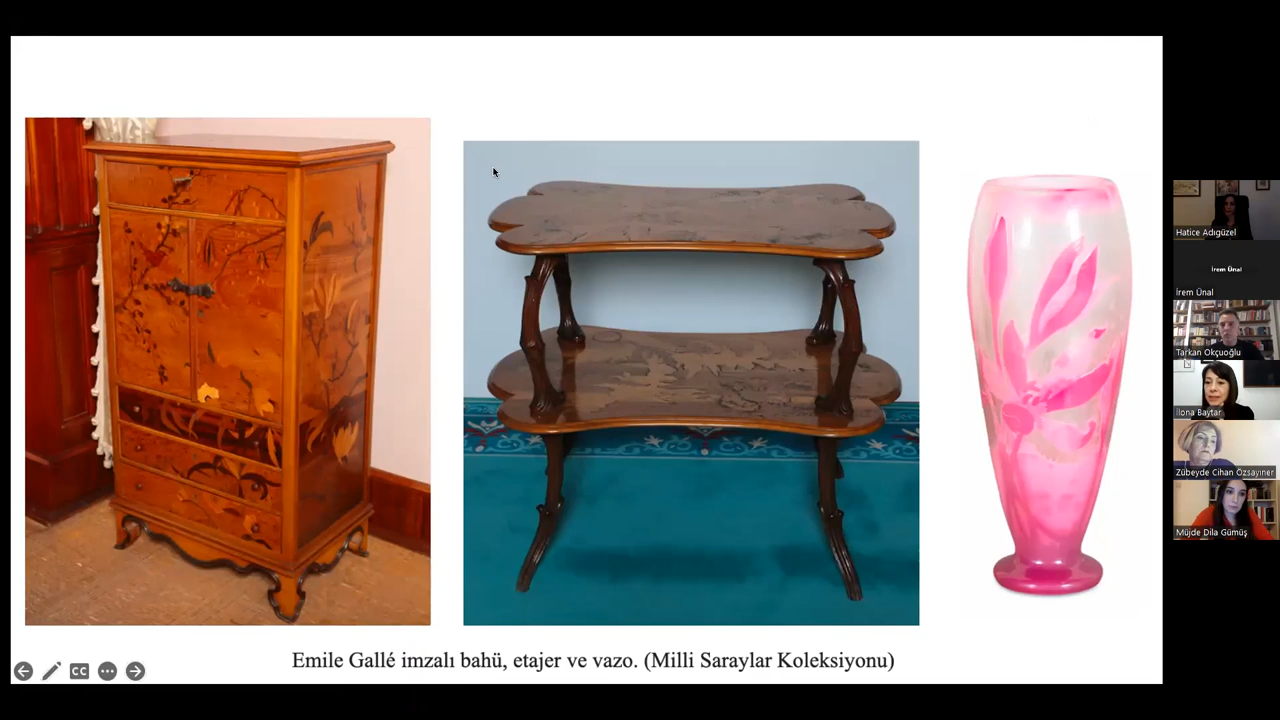 Hatice Adıgüzel
İrem Ünal
İrem Ünal
Tarkan Okçuoğlu
İlona Baytar
Zübeyde Cihan Özsayıner
Müjde Dila Gümüş
Emile Gallé imzalı bahü, etajer ve vazo. (Milli Saraylar Koleksiyonu)
CC